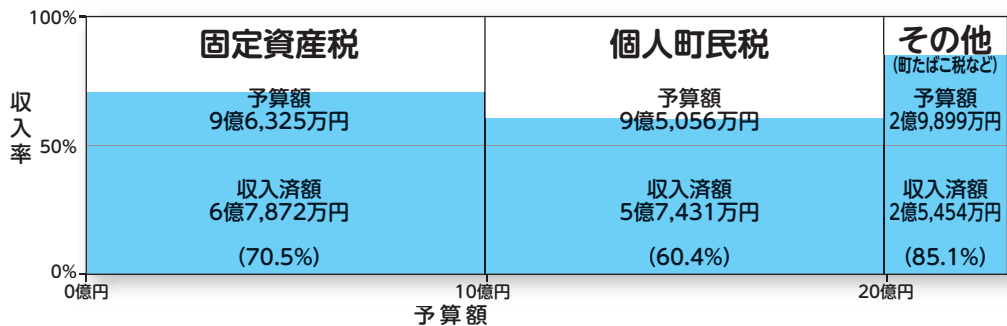 100%
50%
0%
収入率
固定資産税
予算額
9億6,325万円
収入済額
6億7,872万円
(70.5%)
個人町民税
予算額
9億5,056万円
収入済額
5億7,431万円
(60.4%)
その他
(町たばこ税など)
予算額
2億9,899万円
収入済額
2億5,454万円
(85.1%)
0億円
10億円
20億円
予算額